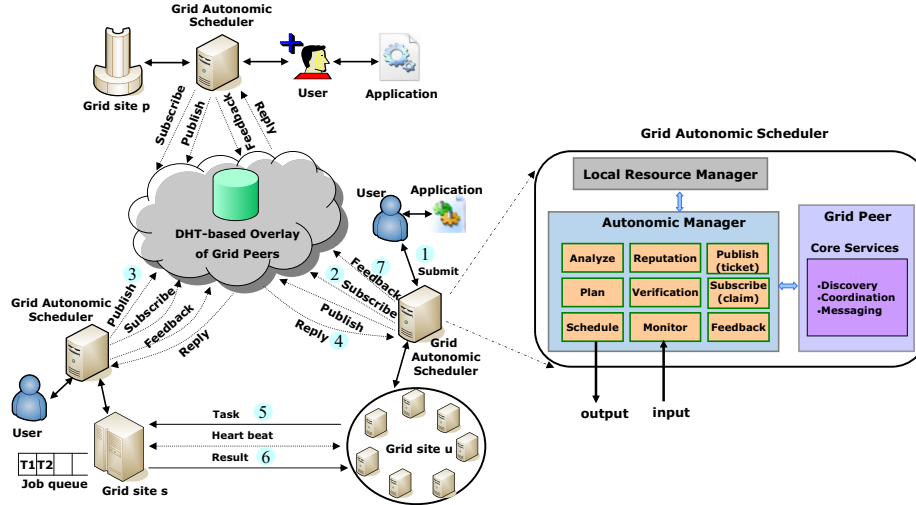 Grid Autonomic
Scheduler
Grid site p
User
Application
Subscribe
Publish
Feedback
Reply
DHT-based Overlay
of Grid Peers
User
Application
1
Submit
7
Feedback
2
Subscribe
Publish
Reply
4
Grid
Autonomic
Scheduler
3
Publish
Subscribe
Feedback
Reply
Grid Autonomic
Scheduler
User
T1 T2
Job queue
Grid site s
Task
5
Heart beat
Result
6
Grid site u
Grid Autonomic Scheduler
Local Resource Manager
Autonomic Manager
Analyze
Reputation
Publish
(ticket)
Plan
Verification
Subscribe
(claim)
Schedule
Monitor
Feedback
Grid Peer
Core Services
•Discovery
•Coordination
•Messaging
output
input